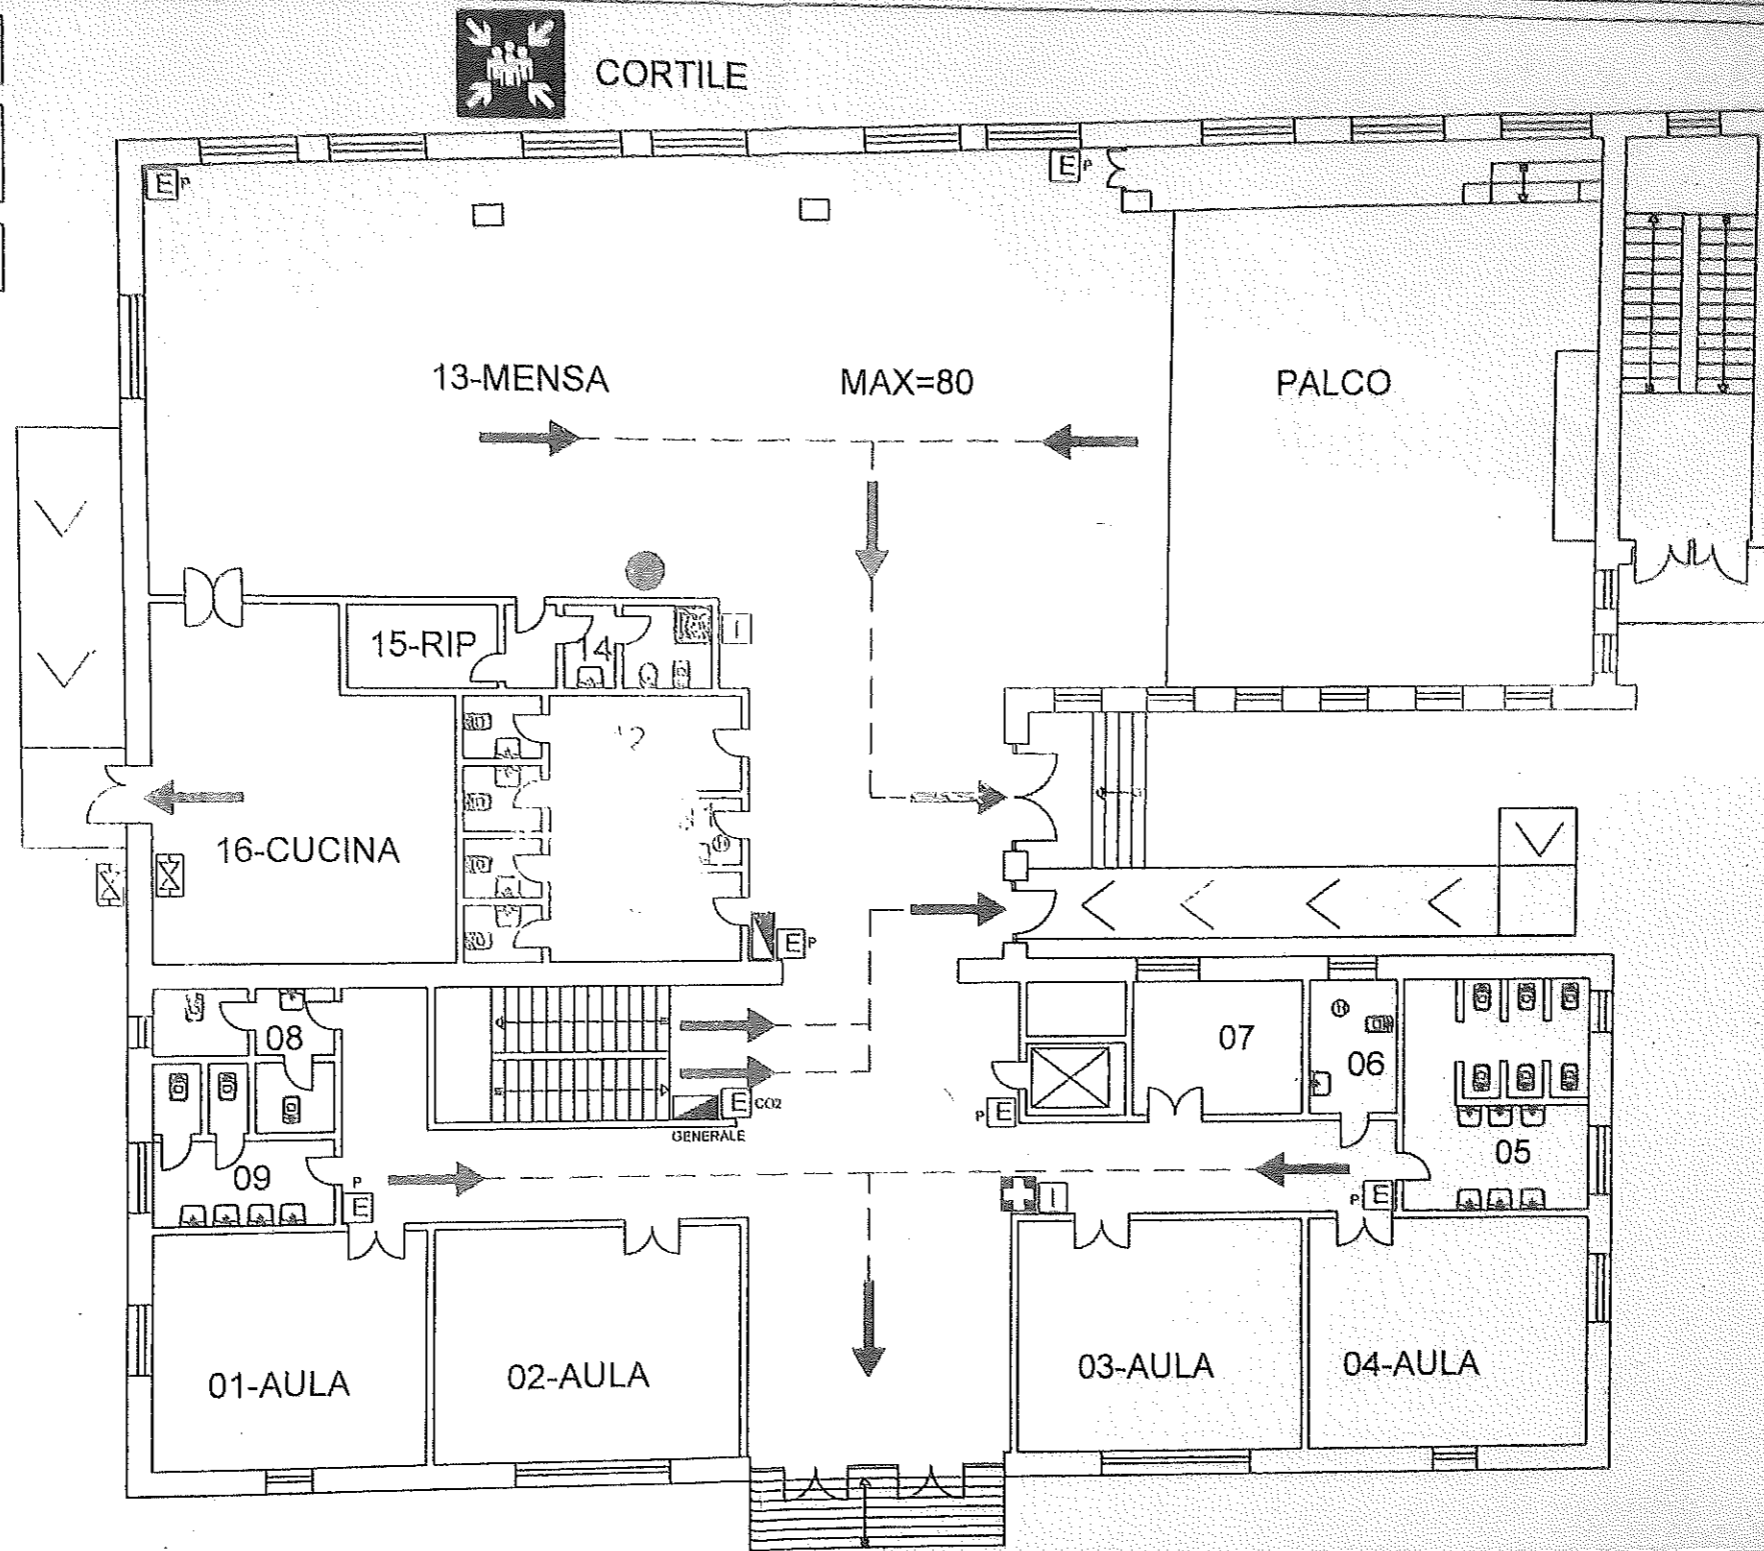 CORTILE
E P
E P
13-MENSA
MAX=80
PALCO
15-RIP
14
I
12
16-CUCINA
H
E P
08
07
H
06
E CO2
GENERALE
P E
05
09
P
E
I
P E
01-AULA
02-AULA
03-AULA
04-AULA